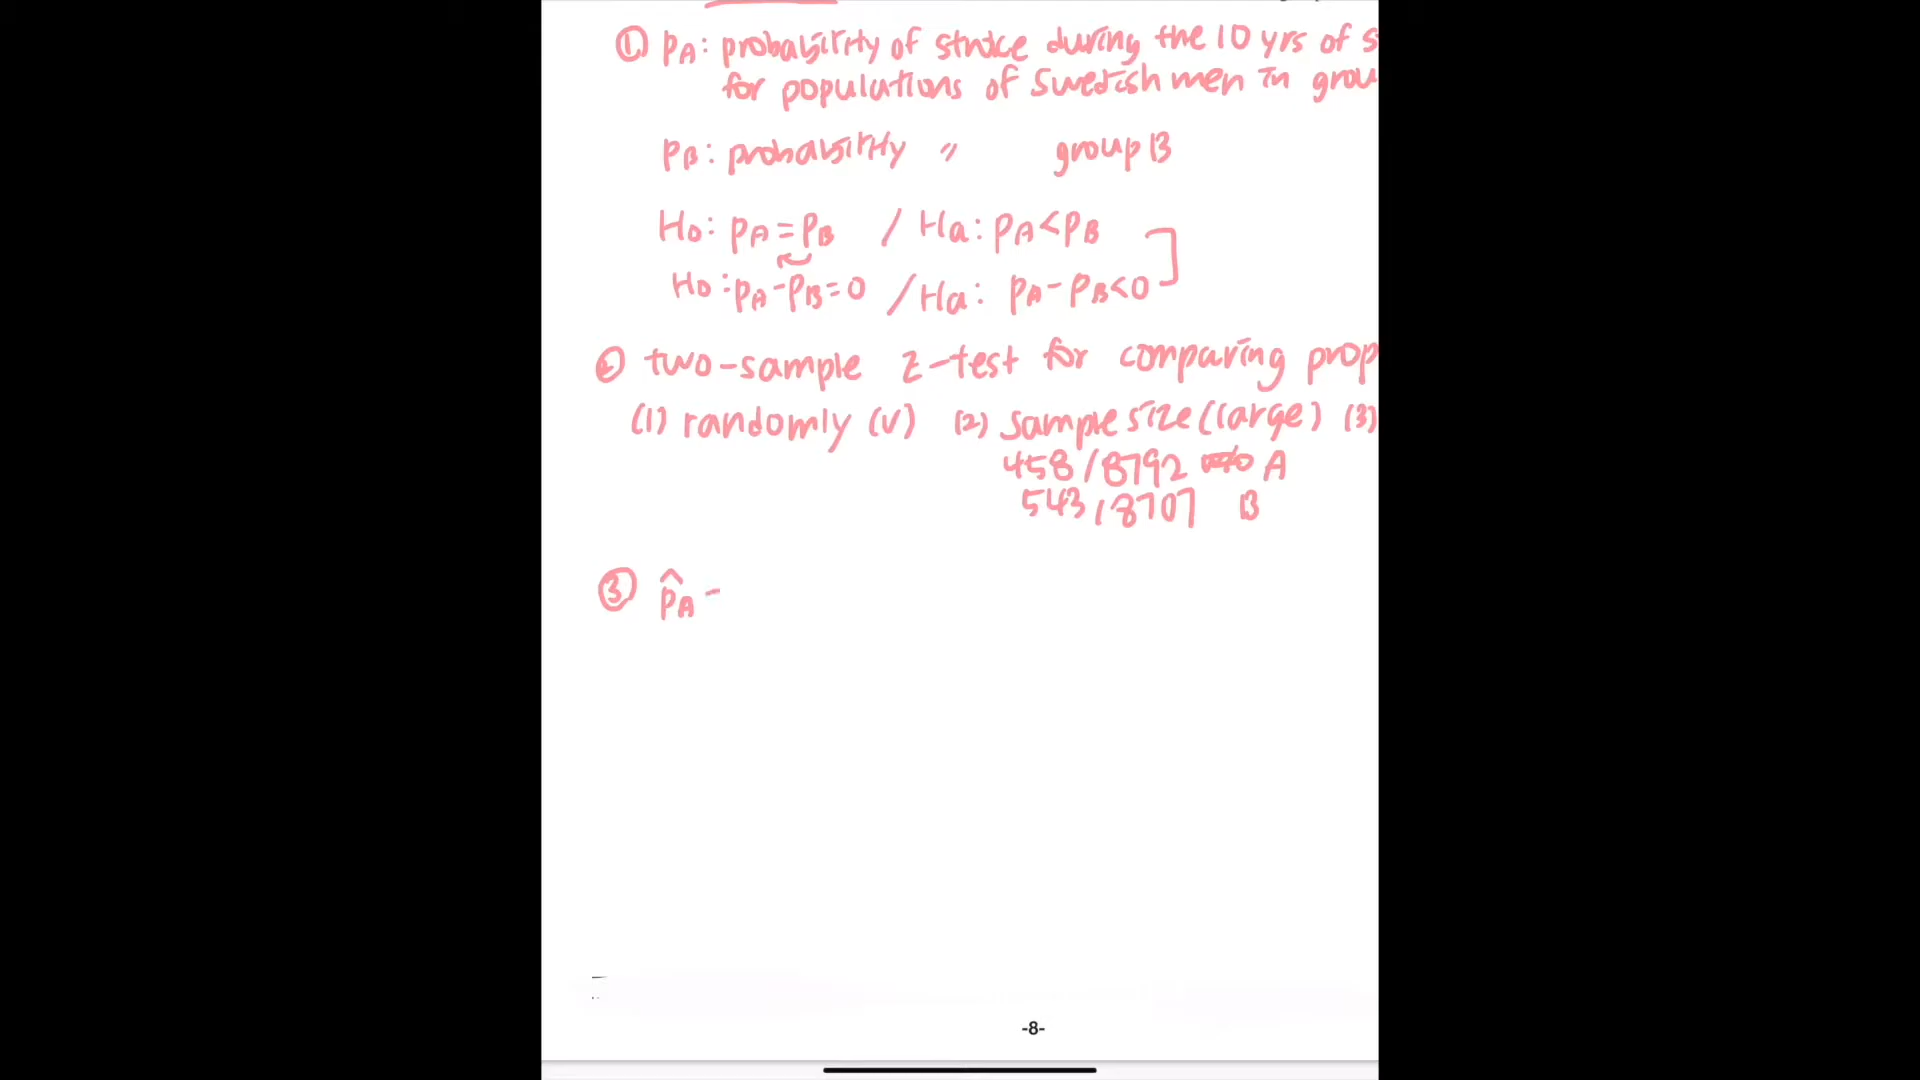 ① pA: probability of stroke during the 10 yrs of s
for populations of Swedish men in grou
pB: probability 〃 group B
Ho: pA = pB / Ha: pA < pB
Ho: pA - pB = 0 / Ha: pA - pB < 0
② two-sample z-test for comparing prop
(1) randomly (v) (2) sample size (large) (3)
458/8792 A
543/8707 B
③ p̂A -
-8-